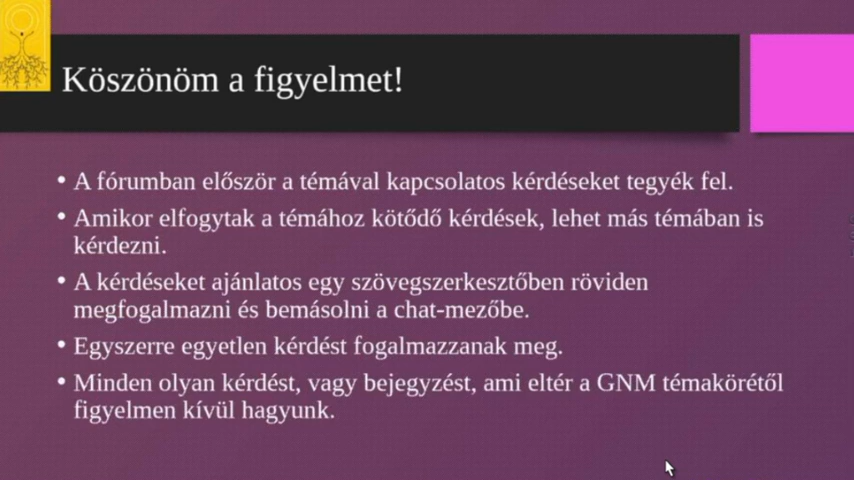 Köszönöm a figyelmet!
• A fórumban először a témával kapcsolatos kérdéseket tegyék fel.
• Amikor elfogytak a témához kötődő kérdések, lehet más témában is
kérdezni.
• A kérdéseket ajánlatos egy szövegszerkesztőben röviden
megfogalmazni és bemásolni a chat-mezőbe.
• Egyszerre egyetlen kérdést fogalmazzanak meg.
• Minden olyan kérdést, vagy bejegyzést, ami eltér a GNM témakörétől
figyelmen kívül hagyunk.